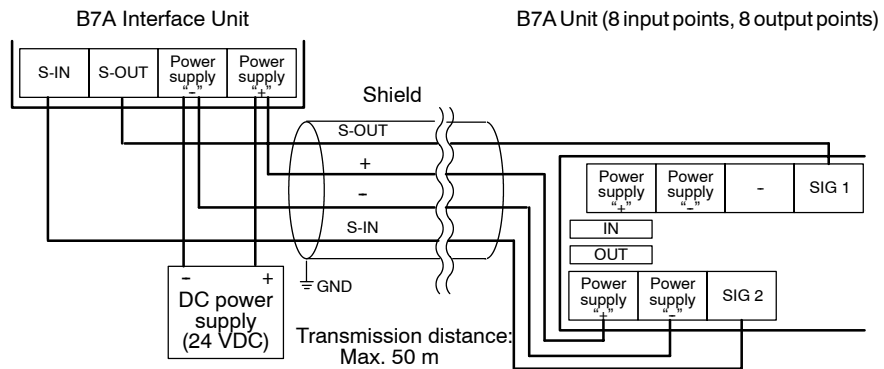 B7A Interface Unit
B7A Unit (8 input points, 8 output points)
S-IN
S-OUT
Power
supply
“-”
Power
supply
“+”
Shield
S-OUT
+
-
S-IN
GND
- +
DC power
supply
(24 VDC)
Transmission distance:
Max. 50 m
Power
supply
“+”
Power
supply
“-”
-
SIG 1
IN
OUT
Power
supply
“+”
Power
supply
“-”
SIG 2